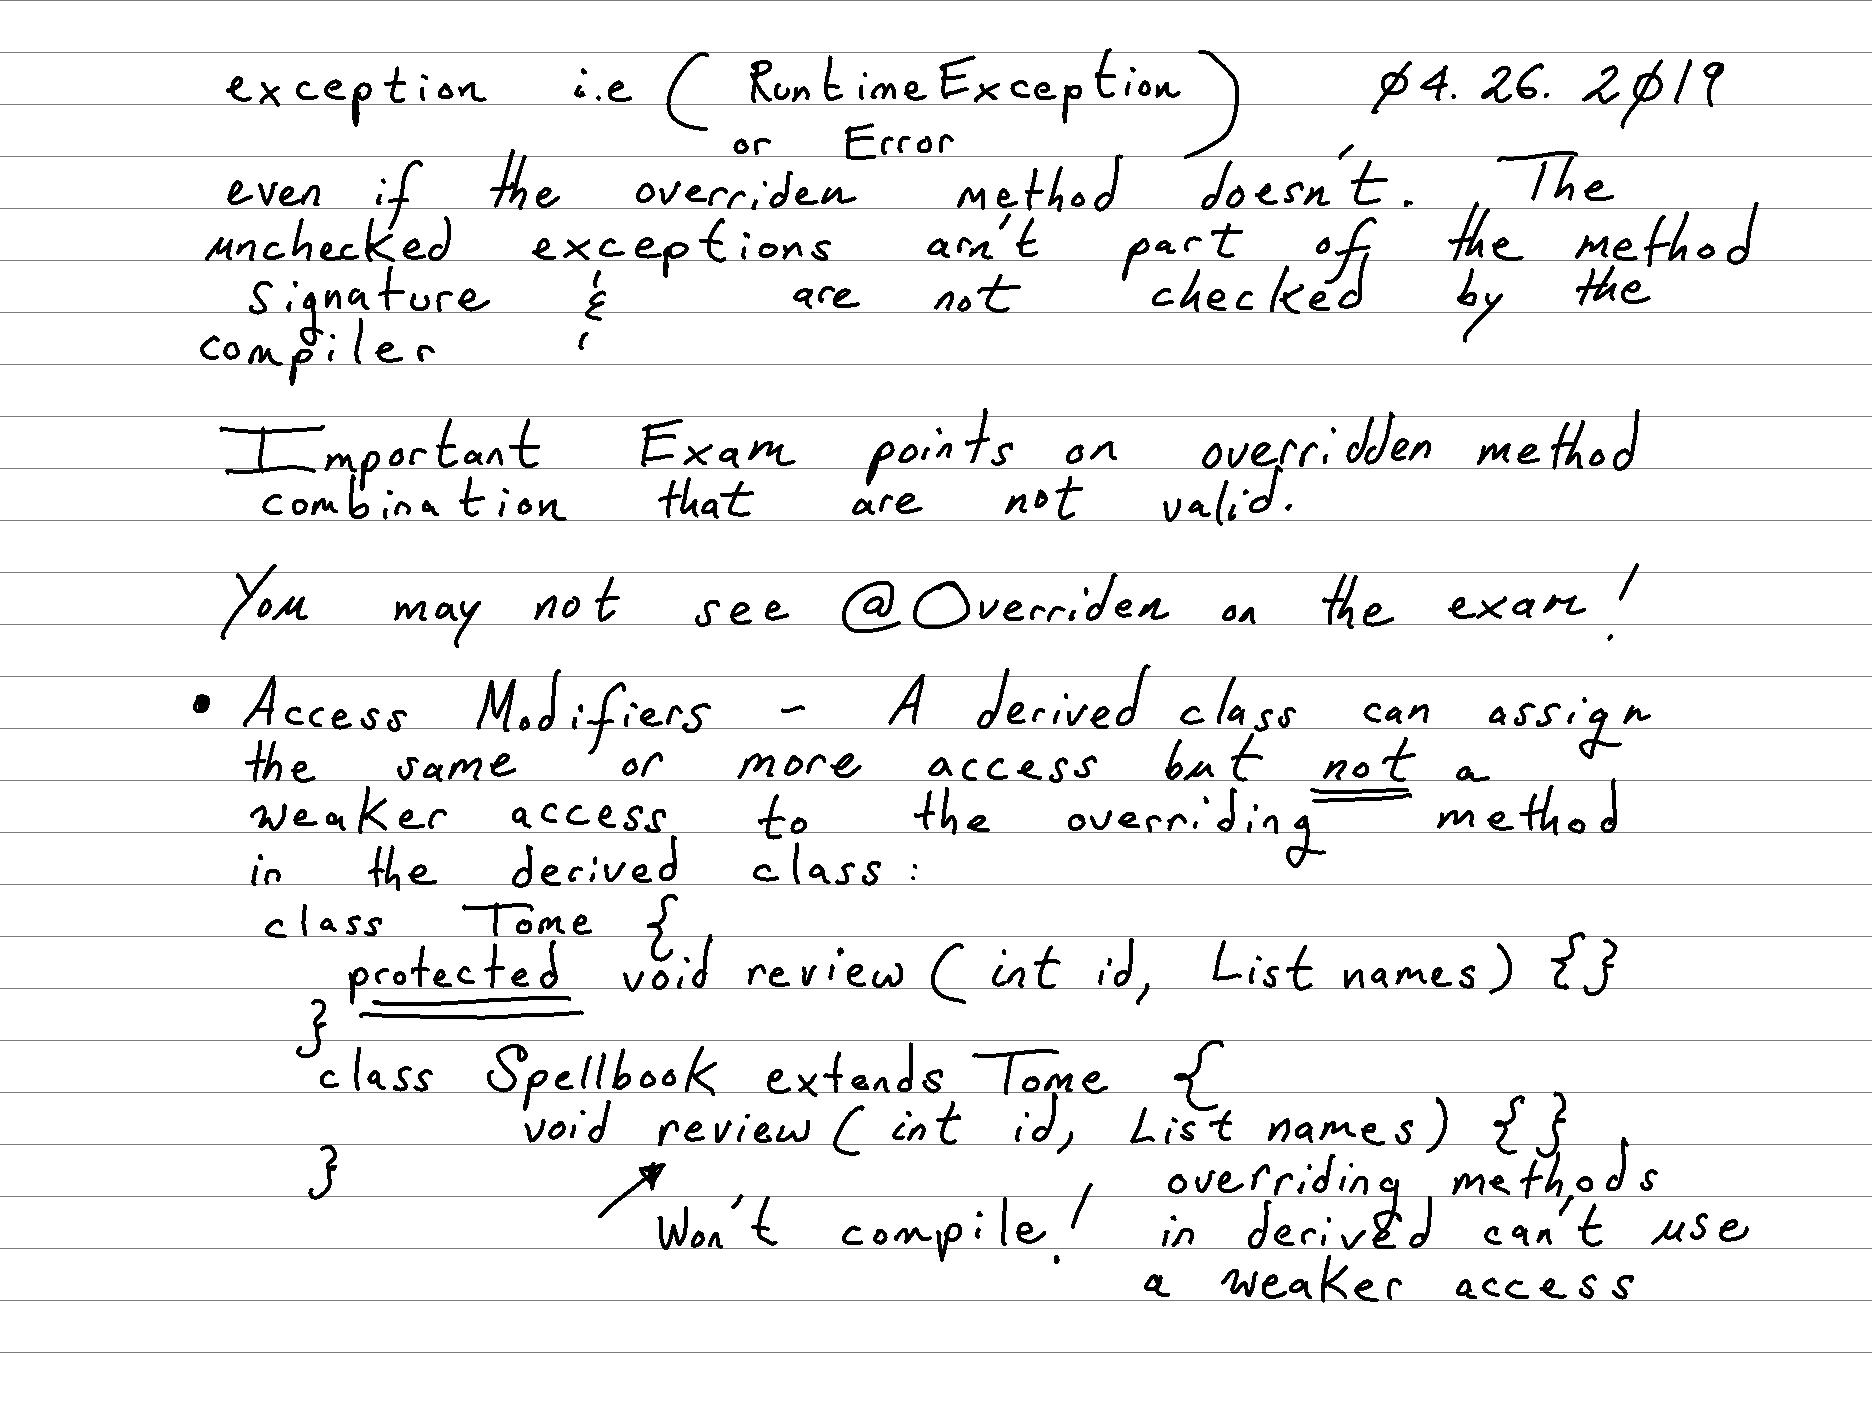 exception i.e ( RuntimeException ) 04.26.2019
or Error
even if the overriden method doesn't. The
unchecked exceptions ain't part of the method
signature & are not checked by the
compiler
Important Exam points on overridden method
combination that are not valid.
You may not see @Overriden on the exam!
• Access Modifiers - A derived class can assign
the same or more access but not a
weaker access to the overriding method
in the derived class:
class Tome {
protected void review ( int id, List names ) { }
}
class Spellbook extends Tome {
void review ( int id, List names ) { }
}
overriding methods
Won't compile! in derived can't use
a weaker access